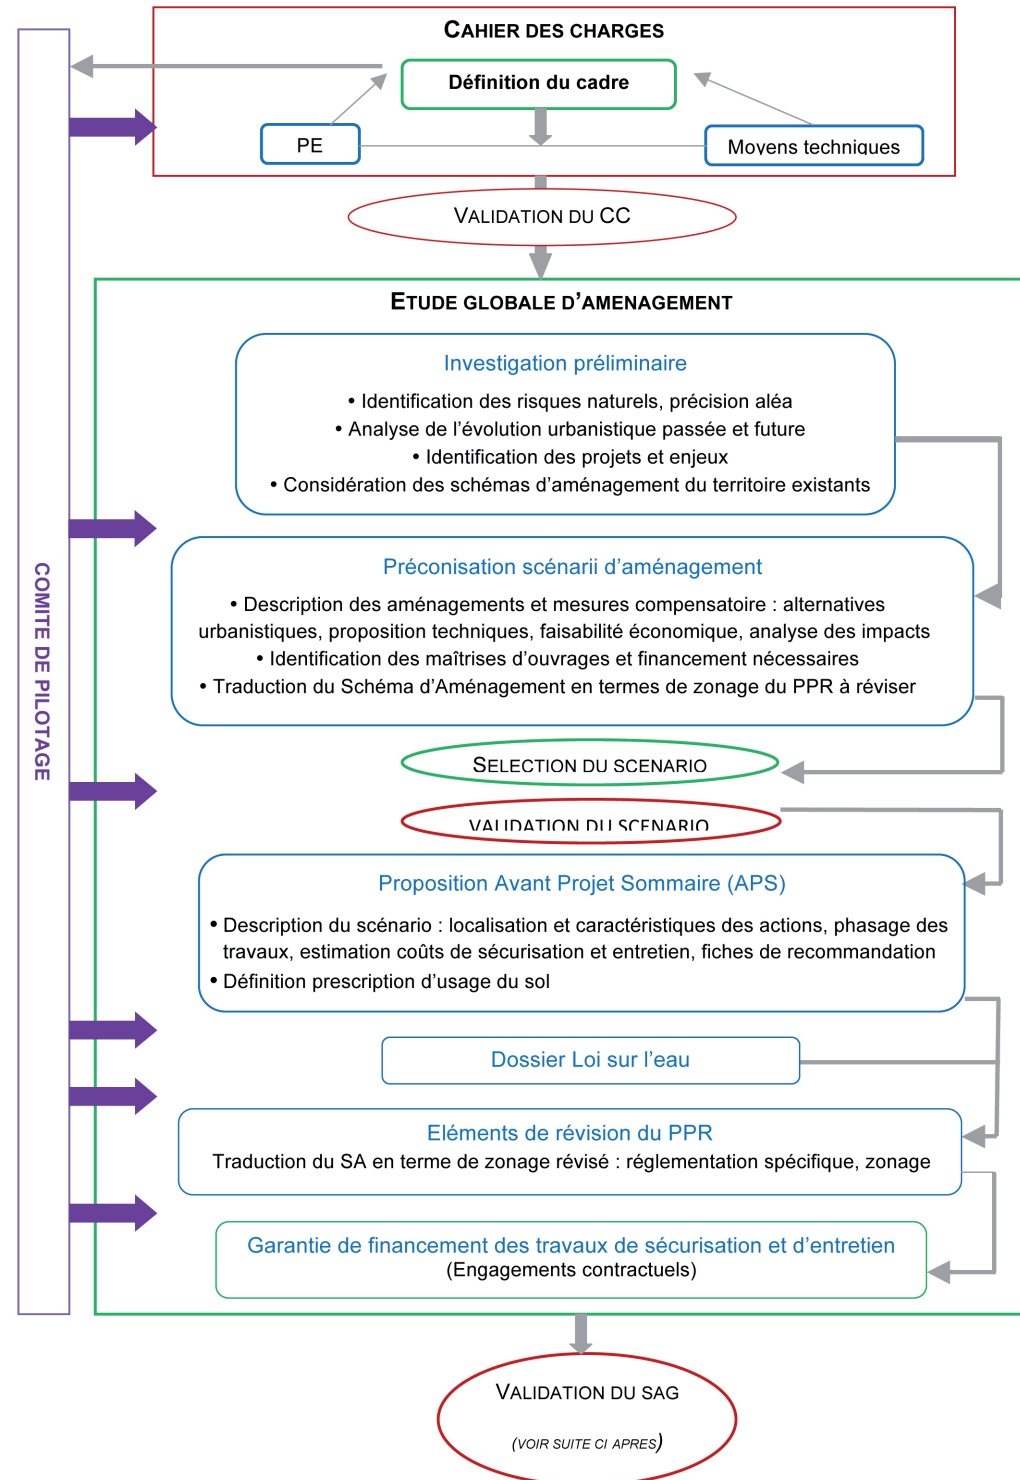 CAHIER DES CHARGES
Définition du cadre
PE
Moyens techniques
VALIDATION DU CC
ETUDE GLOBALE D’AMENAGEMENT
Investigation préliminaire
• Identification des risques naturels, précision aléa
• Analyse de l’évolution urbanistique passée et future
• Identification des projets et enjeux
• Considération des schémas d’aménagement du territoire existants
COMITE DE PILOTAGE
Préconisation scénarii d’aménagement
• Description des aménagements et mesures compensatoire : alternatives
urbanistiques, proposition techniques, faisabilité économique, analyse des impacts
• Identification des maîtrises d’ouvrages et financement nécessaires
• Traduction du Schéma d’Aménagement en termes de zonage du PPR à réviser
SELECTION DU SCENARIO
VALIDATION DU SCENARIO
Proposition Avant Projet Sommaire (APS)
• Description du scénario : localisation et caractéristiques des actions, phasage des
travaux, estimation coûts de sécurisation et entretien, fiches de recommandation
• Définition prescription d’usage du sol
Dossier Loi sur l’eau
Eléments de révision du PPR
Traduction du SA en terme de zonage révisé : réglementation spécifique, zonage
Garantie de financement des travaux de sécurisation et d’entretien
(Engagements contractuels)
VALIDATION DU SAG
(VOIR SUITE CI APRES)